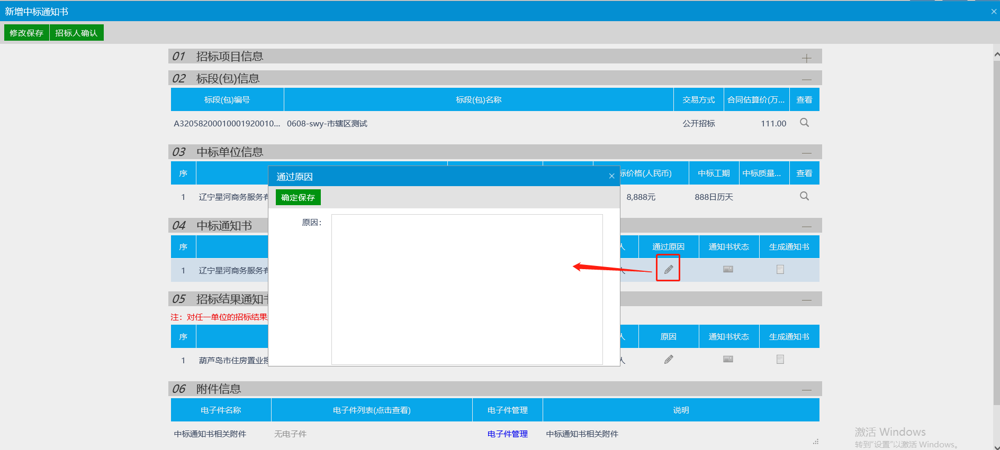 新增中标通知书
修改保存 招标人确认
01 招标项目信息
02 标段(包)信息
标段(包)编号 标段(包)名称 交易方式 合同估算价(万... 查看
A32058200010001920010... 0608-swy-市辖区测试 公开招标 111.00
03 中标单位信息
序 标价格(人民币) 中标工期 中标质量... 查看
1 辽宁星河商务服务有 8,888元 888日历天
通过原因
确定保存
原因：
04 中标通知书
序 人 通过原因 通知书状态 生成通知书
1 辽宁星河商务服务有 人
05 招标结果通知书
注：对任一单位的招标结果
序 人 原因 通知书状态 生成通知书
1 葫芦岛市住房置业担 人
06 附件信息
电子件名称 电子件列表(点击查看) 电子件管理 说明
中标通知书相关附件 无电子件 电子件管理 中标通知书相关附件
激活 Windows
转到"设置"以激活 Windows。